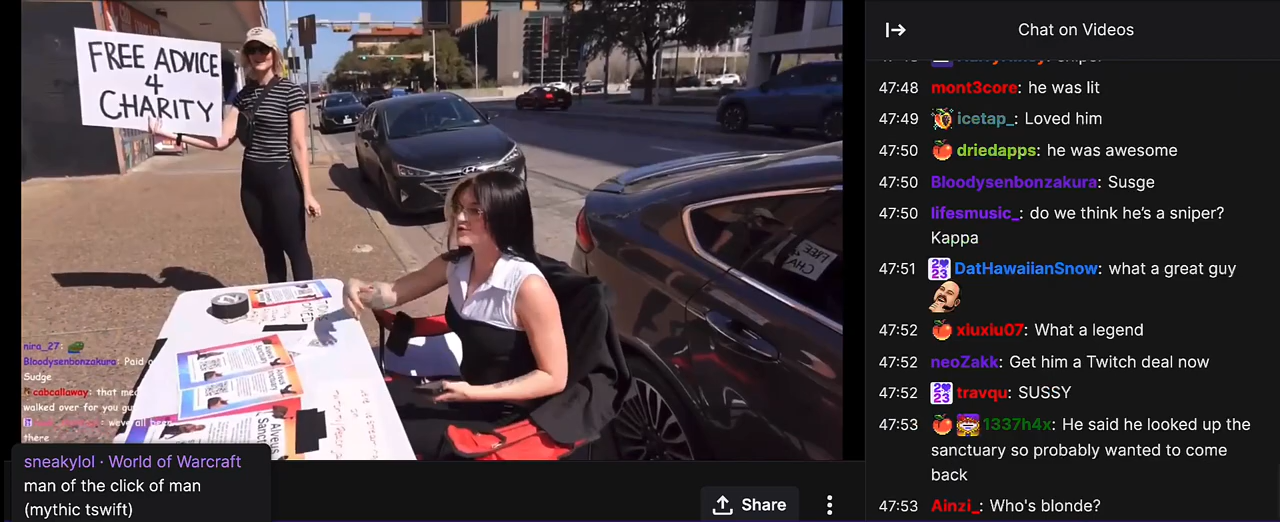 FREE ADVICE
4
CHARITY
nira_27:
Bloodysenbonzakura: Paid
Sudge
cabcallaway: that
walked over for you
there
Alveus
Sanctuary
sneakylol · World of Warcraft
man of the click of man
(mythic tswift)
Share
Chat on Videos
47:48 mont3core: he was lit
47:49 icetap_: Loved him
47:50 driedapps: he was awesome
47:50 Bloodysenbonzakura: Susge
47:50 lifesmusic_: do we think he's a sniper?
Kappa
47:51 DatHawaiianSnow: what a great guy
47:52 xiuxiu07: What a legend
47:52 neoZakk: Get him a Twitch deal now
47:52 travqu: SUSSY
47:53 1337h4x: He said he looked up the
sanctuary so probably wanted to come
back
47:53 Ainzi_: Who's blonde?